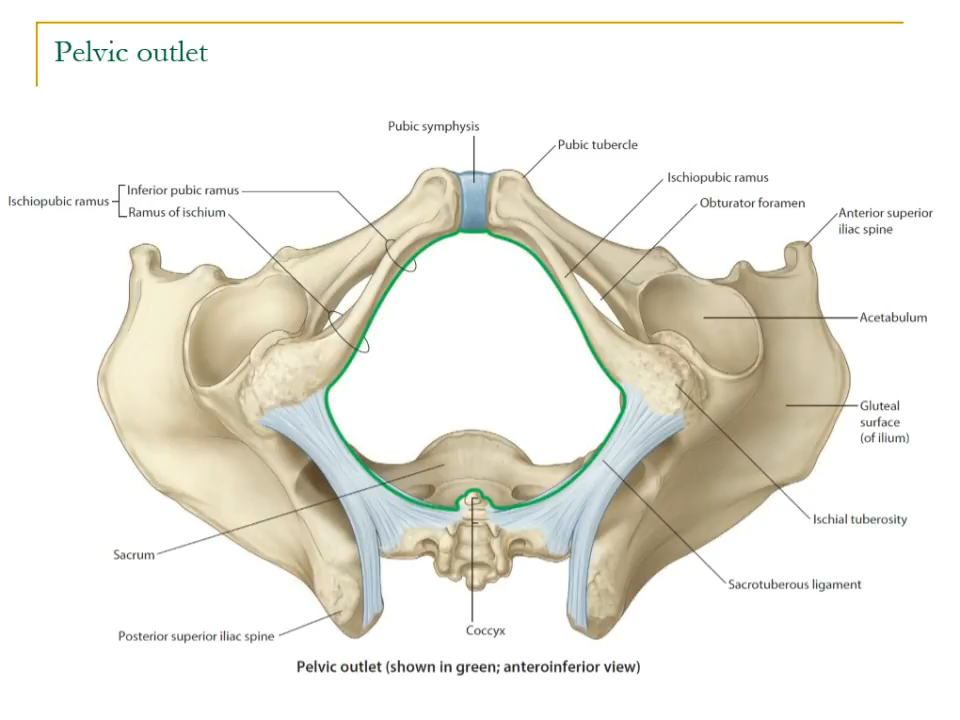 Pelvic outlet
Pubic symphysis
Pubic tubercle
Ischiopubic ramus
Obturator foramen
Inferior pubic ramus
Ischiopubic ramus
Ramus of ischium
Anterior superior
iliac spine
Acetabulum
Gluteal
surface
(of ilium)
Ischial tuberosity
Sacrum
Sacrotuberous ligament
Posterior superior iliac spine
Coccyx
Pelvic outlet (shown in green; anteroinferior view)